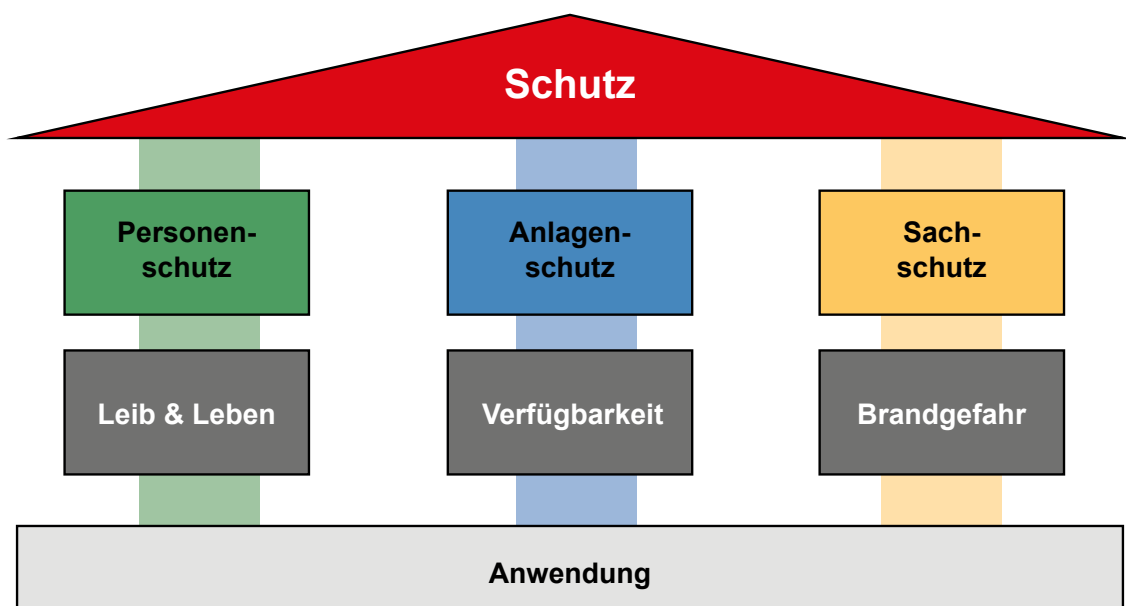 Schutz
Personen-
schutz
Anlagen-
schutz
Sach-
schutz
Leib & Leben
Verfügbarkeit
Brandgefahr
Anwendung